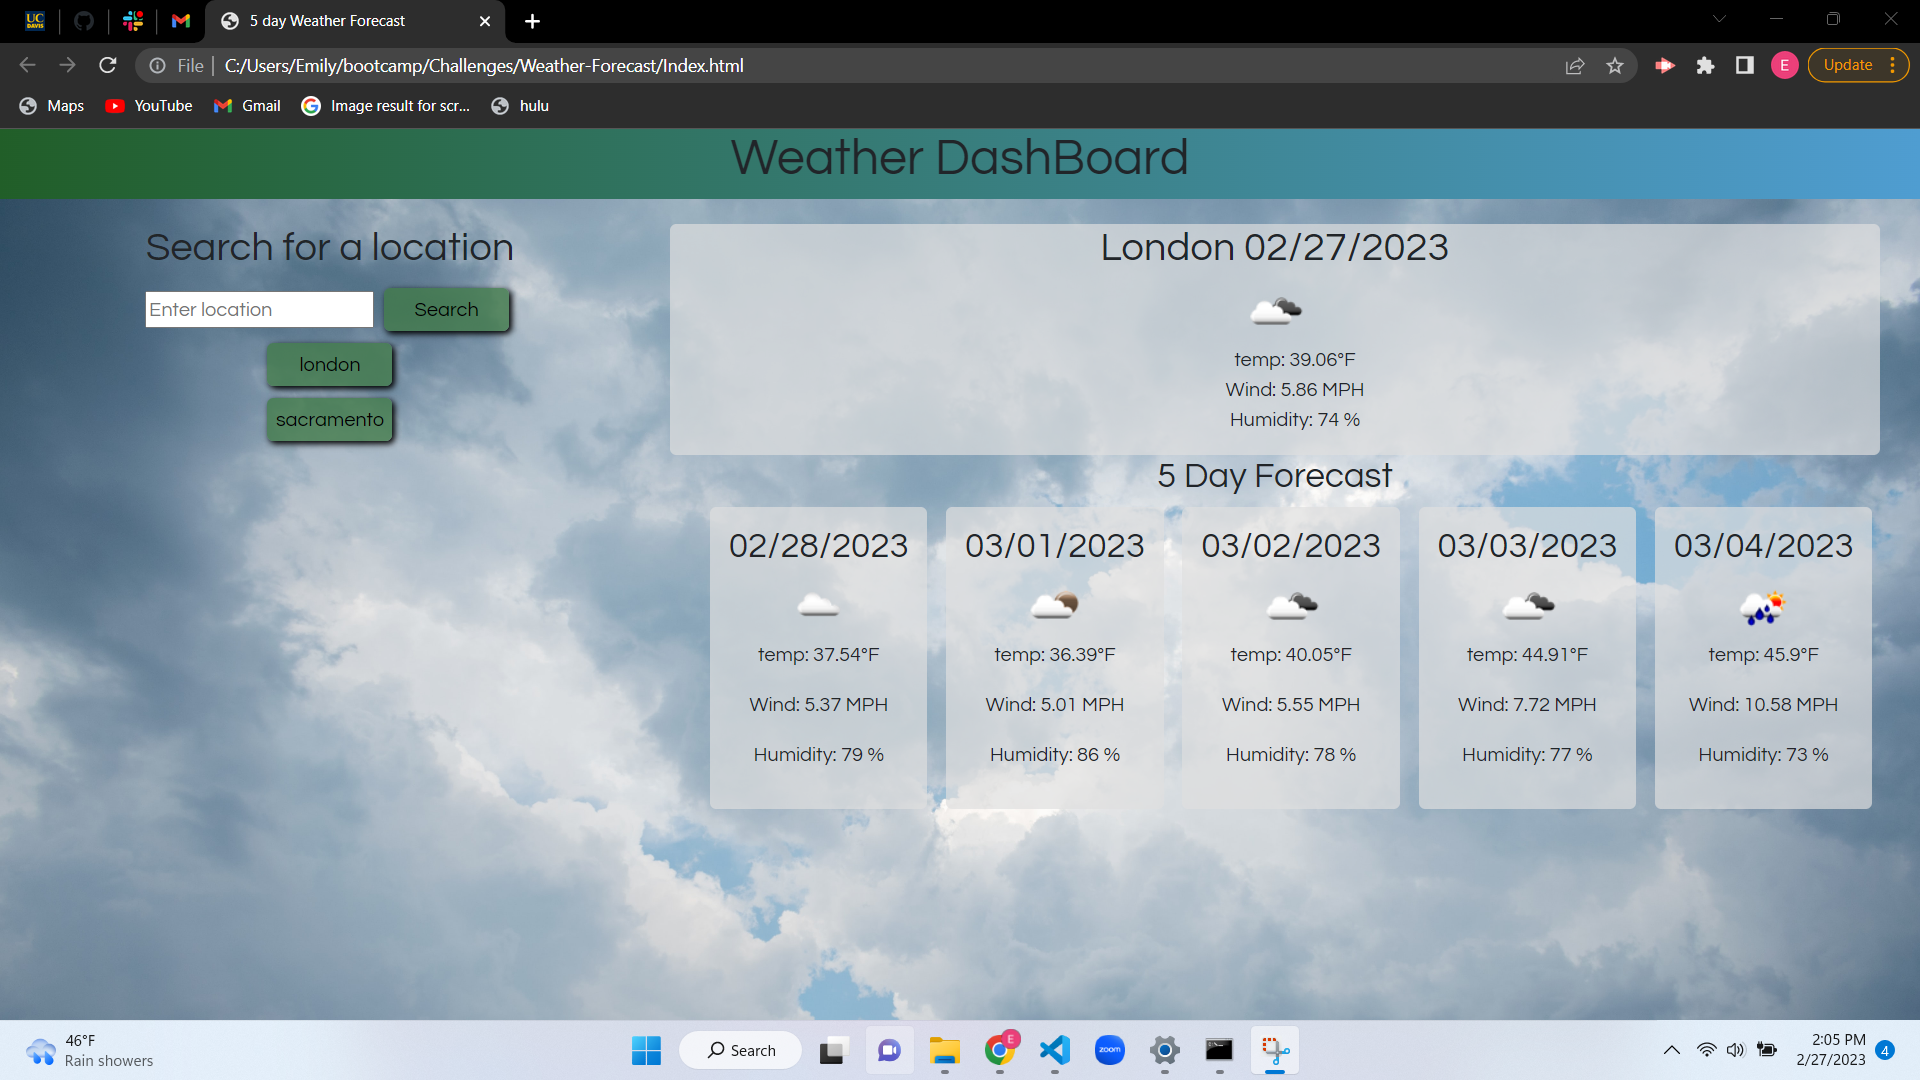 UC
DAVIS
5 day Weather Forecast
File
C:/Users/Emily/bootcamp/Challenges/Weather-Forecast/Index.html
E
Update
Maps
YouTube
Gmail
Image result for scr...
hulu
Weather DashBoard
Search for a location
Enter location
Search
london
sacramento
London 02/27/2023
temp: 39.06°F
Wind: 5.86 MPH
Humidity: 74 %
5 Day Forecast
02/28/2023
temp: 37.54°F
Wind: 5.37 MPH
Humidity: 79 %
03/01/2023
temp: 36.39°F
Wind: 5.01 MPH
Humidity: 86 %
03/02/2023
temp: 40.05°F
Wind: 5.55 MPH
Humidity: 78 %
03/03/2023
temp: 44.91°F
Wind: 7.72 MPH
Humidity: 77 %
03/04/2023
temp: 45.9°F
Wind: 10.58 MPH
Humidity: 73 %
46°F
Rain showers
Search
E
zoom
2:05 PM
2/27/2023
4